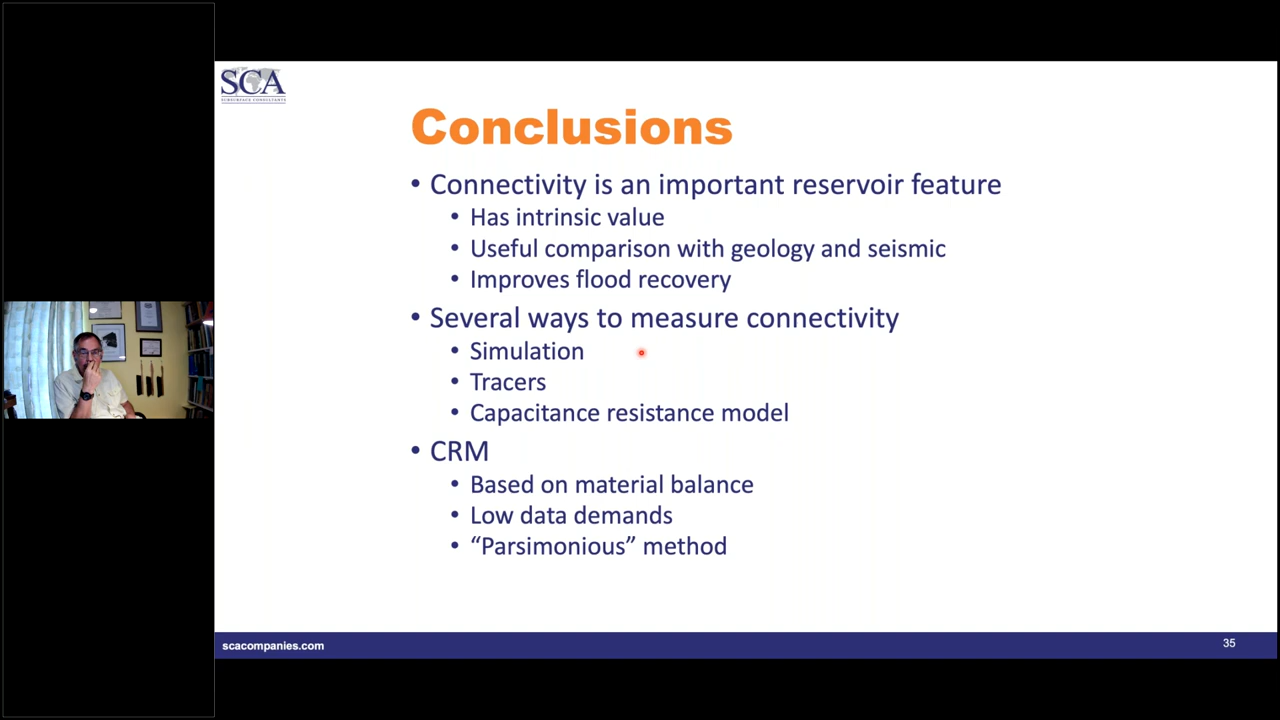 SCA
SUBSURFACE CONSULTANTS
Conclusions
• Connectivity is an important reservoir feature
• Has intrinsic value
• Useful comparison with geology and seismic
• Improves flood recovery
• Several ways to measure connectivity
• Simulation
• Tracers
• Capacitance resistance model
• CRM
• Based on material balance
• Low data demands
• “Parsimonious” method
scacompanies.com
35